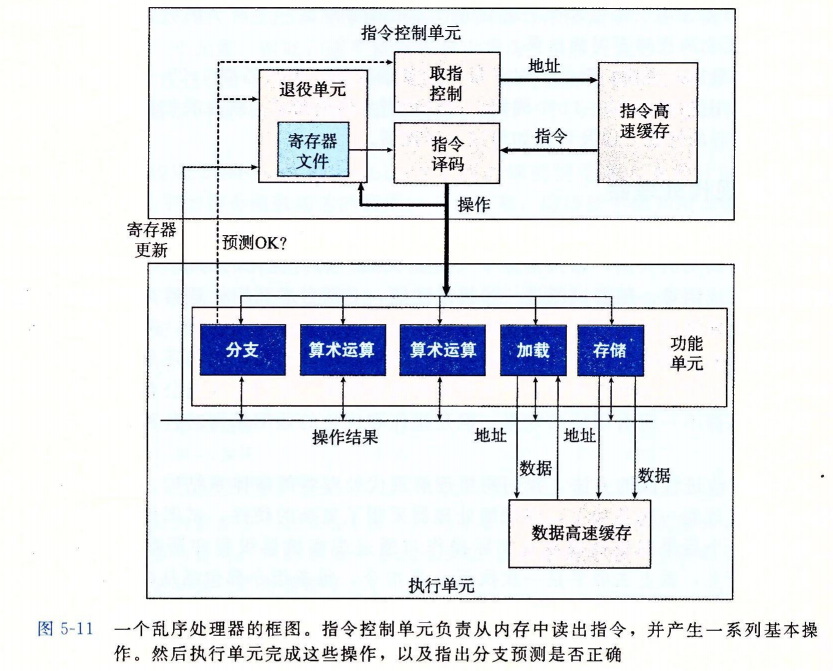 指令控制单元
取指
控制
地址
指令高
速缓存
退役单元
寄存器
文件
指令
译码
指令
操作
寄存器
更新
预测OK?
分支
算术运算
算术运算
加载
存储
功能
单元
操作结果
地址
地址
数据
数据
数据高速缓存
执行单元
图 5-11 一个乱序处理器的框图。指令控制单元负责从内存中读出指令，并产生一系列基本操
作。然后执行单元完成这些操作，以及指出分支预测是否正确